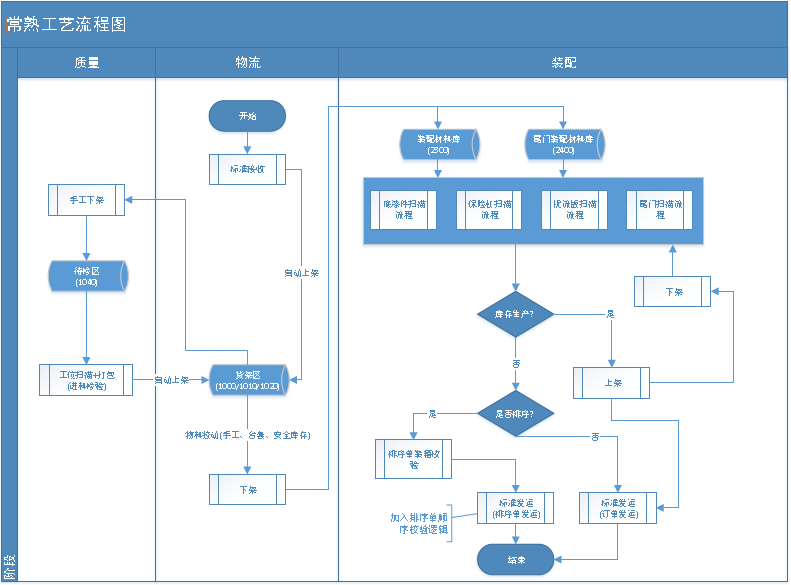 常熟工艺流程图
质量
物流
装配
开始
标准接收
手工下架
待检区
(1040)
工位扫描+打包
(进料检验)
自动上架
自动上架
货架区
(1000/1010/1020)
物料拉动(手工、台套、安全库存)
下架
装配材料库
(2300)
尾门装配材料库
(2400)
底漆件扫描
流程
保险杠扫描
流程
扰流板扫描
流程
尾门扫描流
程
下架
库存生产?
是
否
上架
是否排序?
是
否
排序单装箱校
验
标准发运
(排序单发运)
标准发运
(订单发运)
加入排序单顺
序校验逻辑
结束
阶段